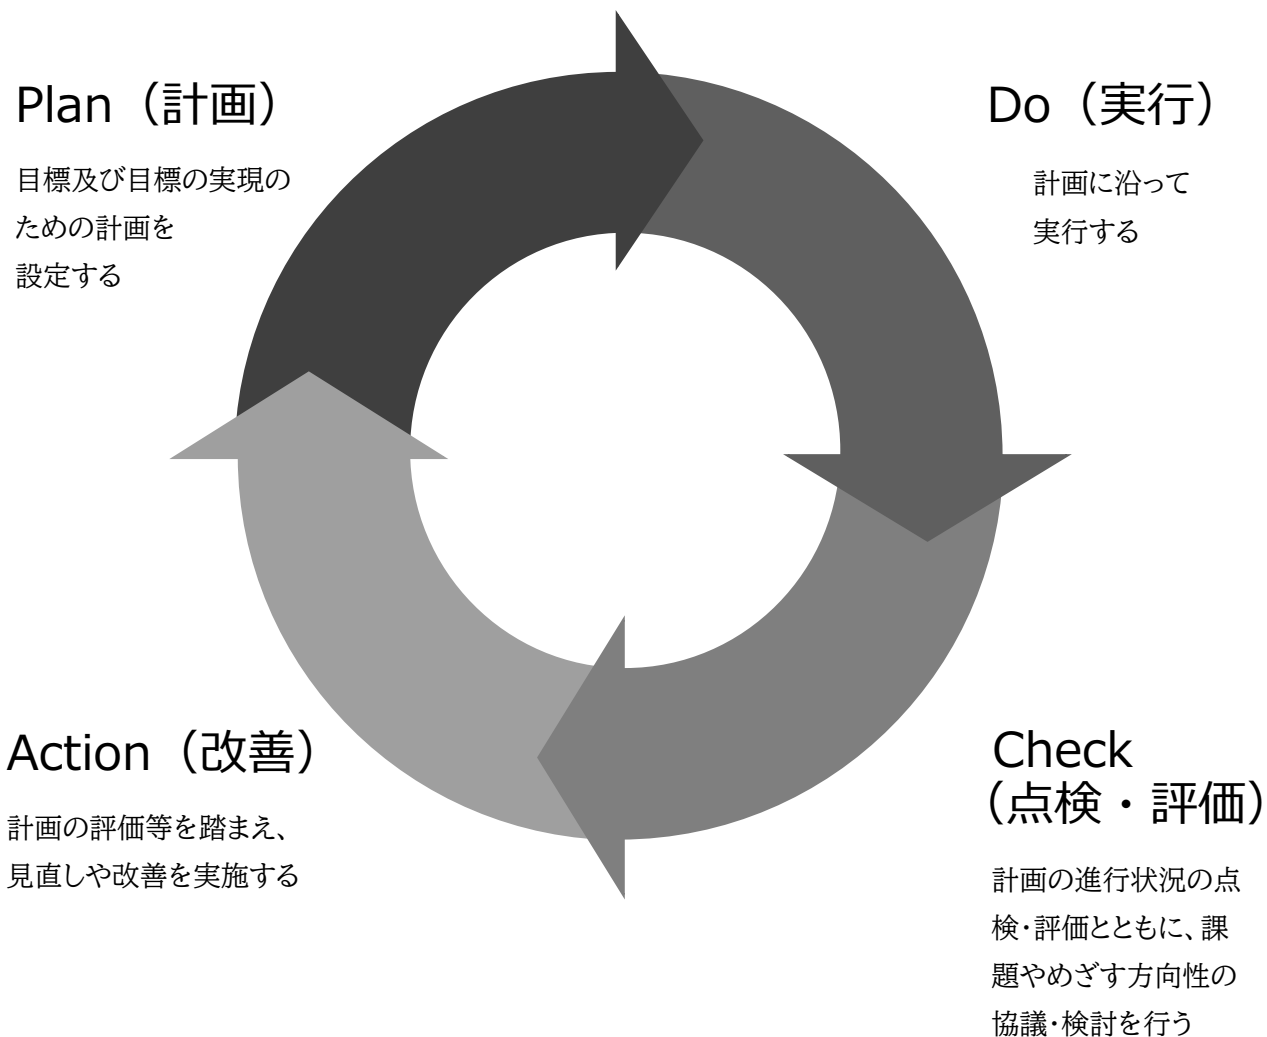 Plan（計画）
目標及び目標の実現の
ための計画を
設定する
Do（実行）
計画に沿って
実行する
Action（改善）
計画の評価等を踏まえ、
見直しや改善を実施する
Check
（点検・評価）
計画の進行状況の点
検・評価とともに、課
題やめざす方向性の
協議・検討を行う